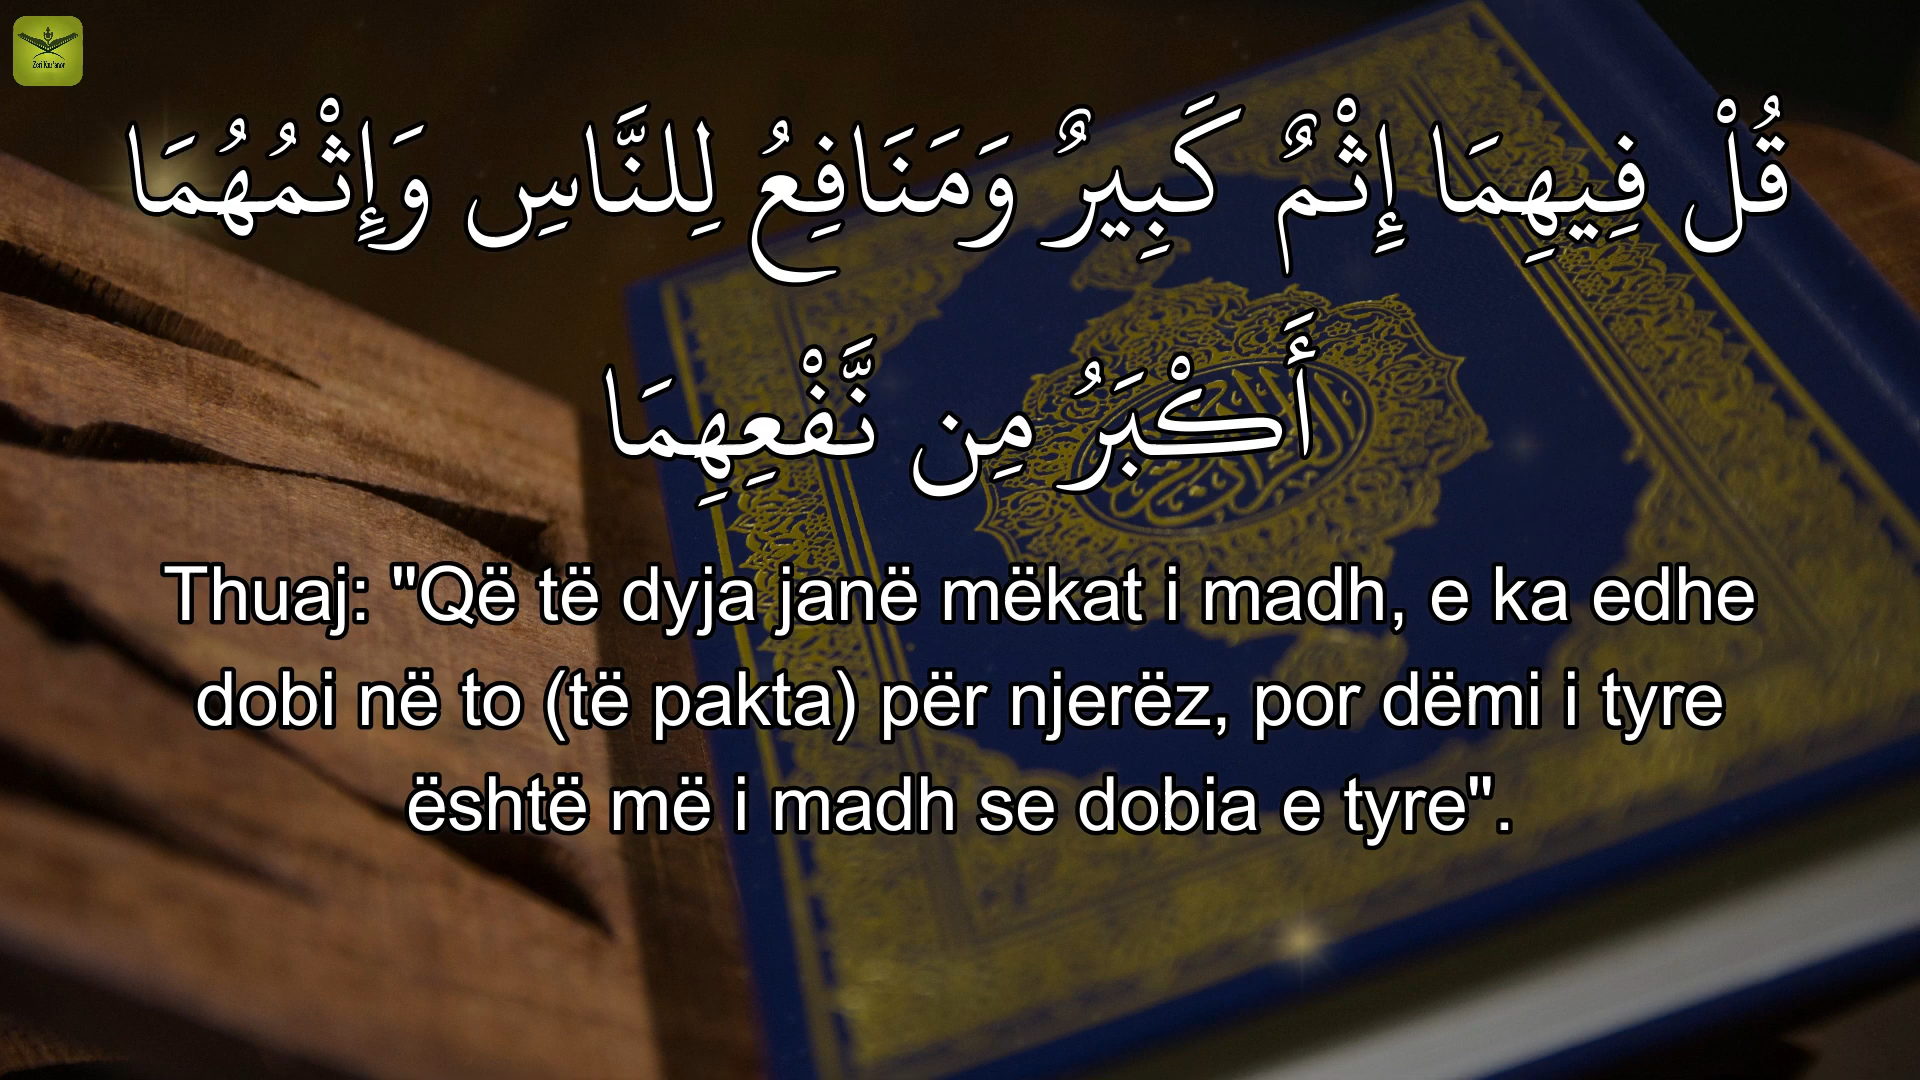 قُلْ فِيهِمَا إِثْمٌ كَبِيرٌ وَمَنَافِعُ لِلنَّاسِ وَإِثْمُهُمَا
أَكْبَرُ مِن نَّفْعِهِمَا
Thuaj: "Që të dyja janë mëkat i madh, e ka edhe
dobi në to (të pakta) për njerëz, por dëmi i tyre
është më i madh se dobia e tyre".